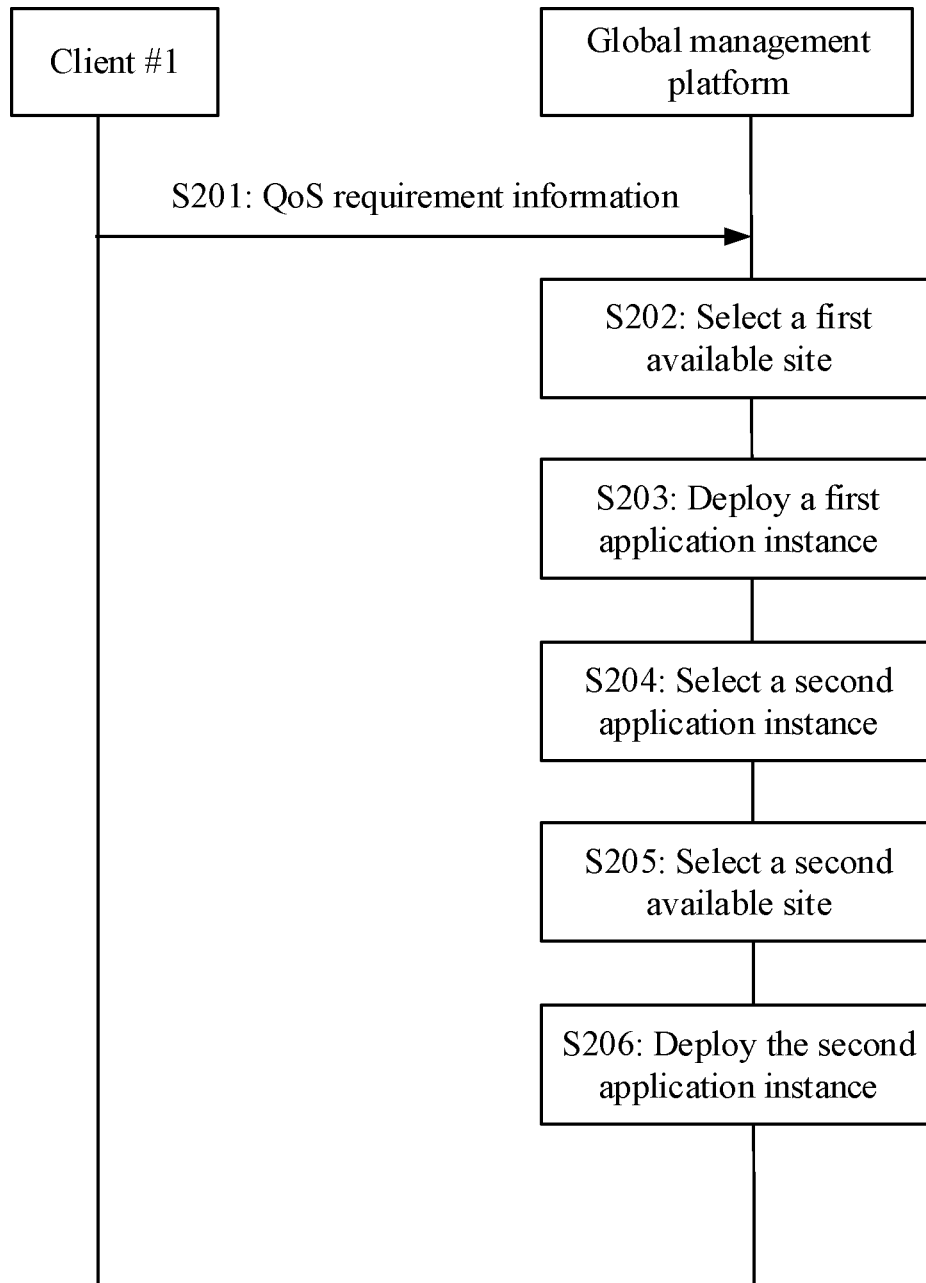 Client #1
Global management
platform
S201: QoS requirement information
S202: Select a first
available site
S203: Deploy a first
application instance
S204: Select a second
application instance
S205: Select a second
available site
S206: Deploy the second
application instance